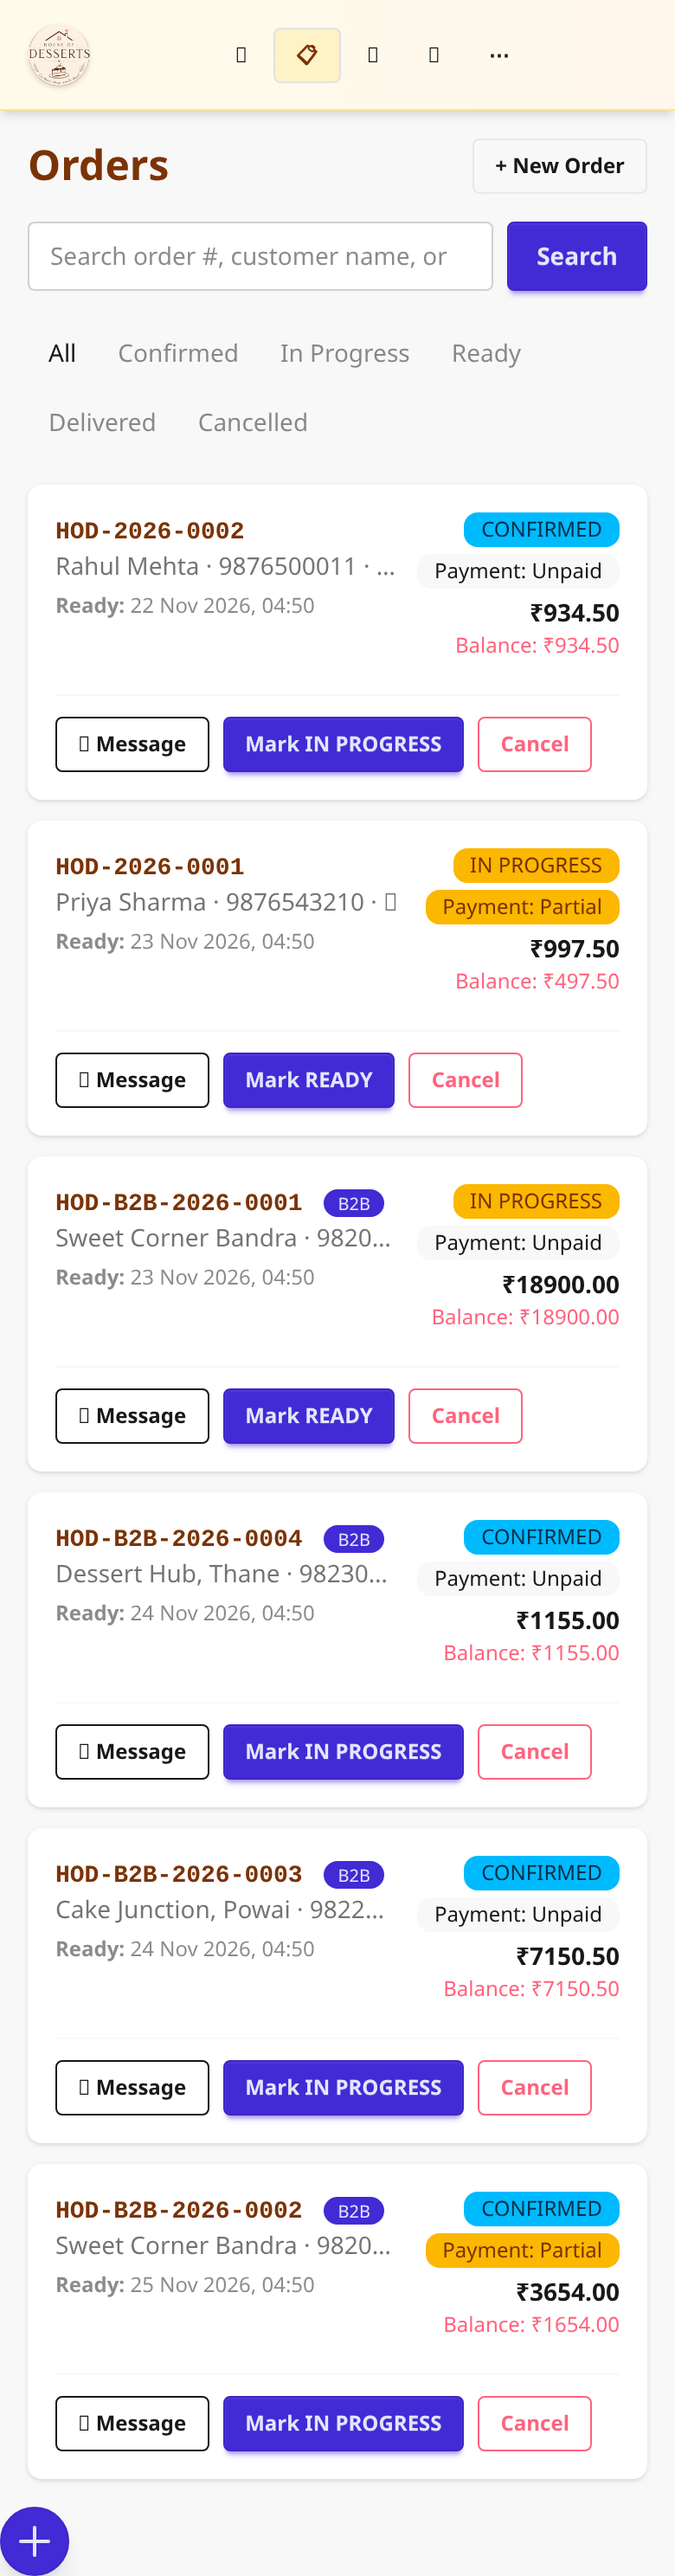 HOUSE OF
DESSERTS
...
Orders
+ New Order
Search order #, customer name, or
Search
All
Confirmed
In Progress
Ready
Delivered
Cancelled
HOD-2026-0002
CONFIRMED
Rahul Mehta · 9876500011 · ...
Payment: Unpaid
Ready: 22 Nov 2026, 04:50
₹934.50
Balance: ₹934.50
Message
Mark IN PROGRESS
Cancel
HOD-2026-0001
IN PROGRESS
Priya Sharma · 9876543210 ·
Payment: Partial
Ready: 23 Nov 2026, 04:50
₹997.50
Balance: ₹497.50
Message
Mark READY
Cancel
HOD-B2B-2026-0001
B2B
IN PROGRESS
Sweet Corner Bandra · 9820...
Payment: Unpaid
Ready: 23 Nov 2026, 04:50
₹18900.00
Balance: ₹18900.00
Message
Mark READY
Cancel
HOD-B2B-2026-0004
B2B
CONFIRMED
Dessert Hub, Thane · 98230...
Payment: Unpaid
Ready: 24 Nov 2026, 04:50
₹1155.00
Balance: ₹1155.00
Message
Mark IN PROGRESS
Cancel
HOD-B2B-2026-0003
B2B
CONFIRMED
Cake Junction, Powai · 9822...
Payment: Unpaid
Ready: 24 Nov 2026, 04:50
₹7150.50
Balance: ₹7150.50
Message
Mark IN PROGRESS
Cancel
HOD-B2B-2026-0002
B2B
CONFIRMED
Sweet Corner Bandra · 9820...
Payment: Partial
Ready: 25 Nov 2026, 04:50
₹3654.00
Balance: ₹1654.00
Message
Mark IN PROGRESS
Cancel